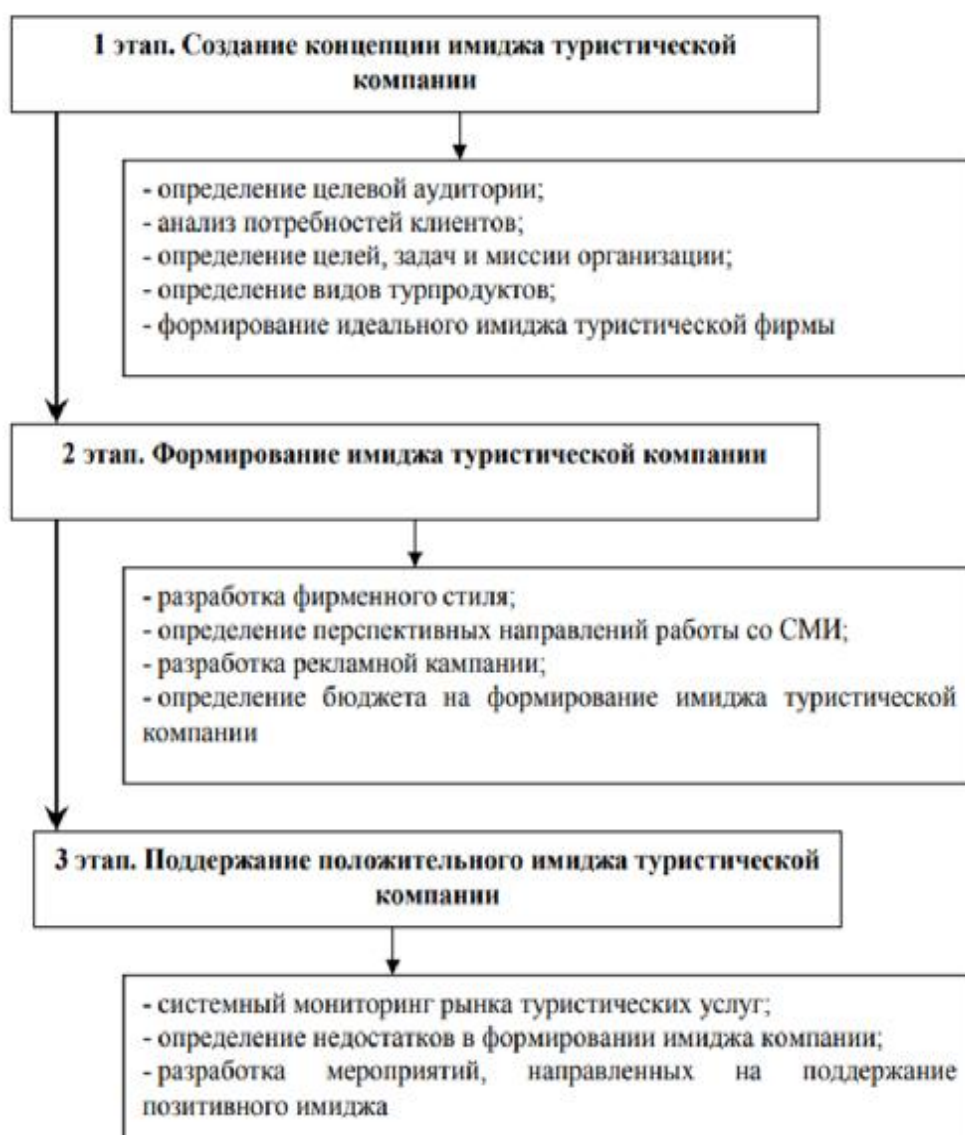 1 этап. Создание концепции имиджа туристической
компании
- определение целевой аудитории;
- анализ потребностей клиентов;
- определение целей, задач и миссии организации;
- определение видов турпродуктов;
- формирование идеального имиджа туристической фирмы
2 этап. Формирование имиджа туристической компании
- разработка фирменного стиля;
- определение перспективных направлений работы со СМИ;
- разработка рекламной кампании;
- определение бюджета на формирование имиджа туристической
компании
3 этап. Поддержание положительного имиджа туристической
компании
- системный мониторинг рынка туристических услуг;
- определение недостатков в формировании имиджа компании;
- разработка мероприятий, направленных на поддержание
позитивного имиджа